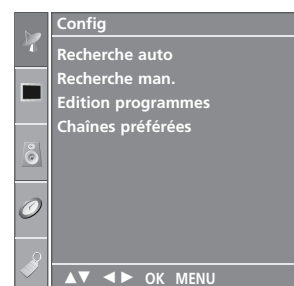 Config
Recherche auto
Recherche man.
Edition programmes
Chaînes préférées
▲▼ ◄► OK MENU